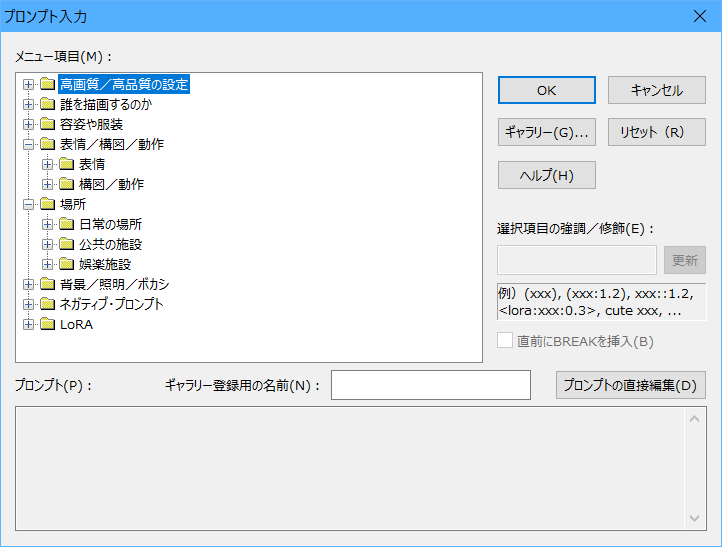 プロンプト入力
メニュー項目(M)：
高画質／高品質の設定
誰を描画するのか
容姿や服装
表情／構図／動作
表情
構図／動作
場所
日常の場所
公共の施設
娯楽施設
背景／照明／ボカシ
ネガティブ・プロンプト
LoRA
OK
キャンセル
ギャラリー(G)...
リセット（R）
ヘルプ(H)
選択項目の強調／修飾(E)：
更新
例）(xxx), (xxx:1.2), xxx::1.2,
<lora:xxx:0.3>, cute xxx, ...
直前にBREAKを挿入(B)
プロンプト(P)：
ギャラリー登録用の名前(N)：
プロンプトの直接編集(D)